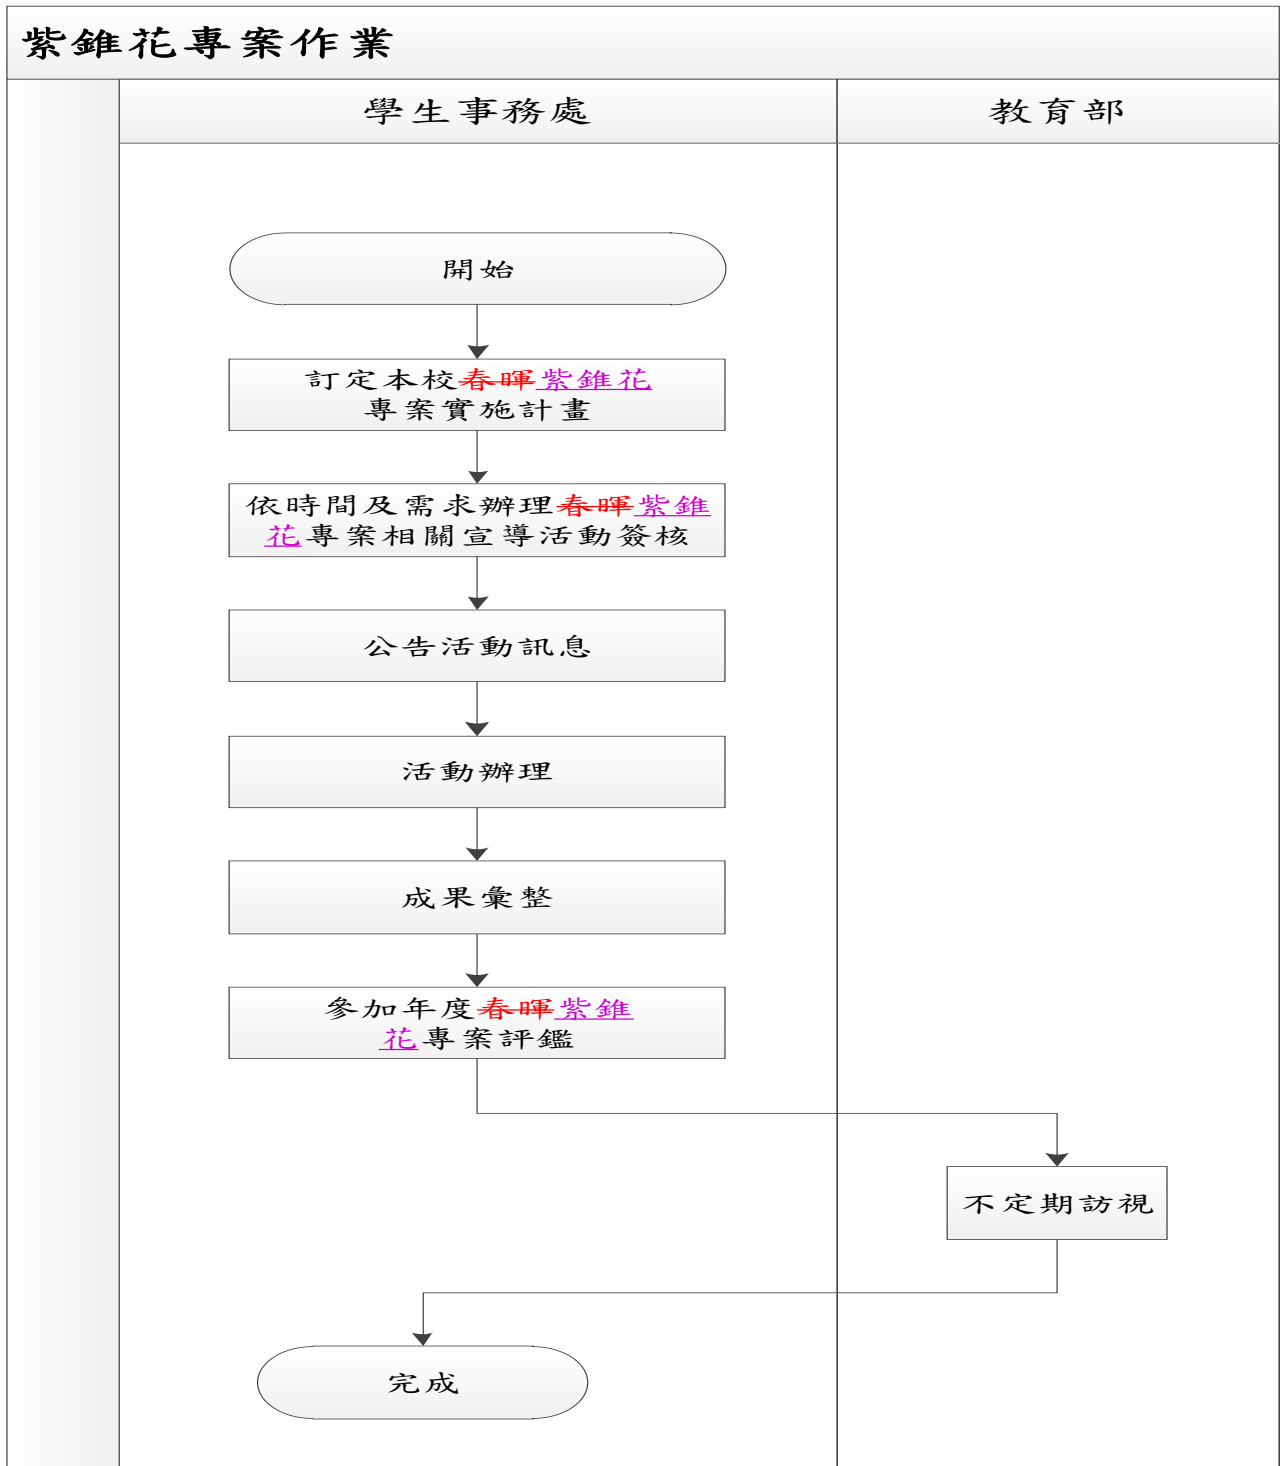 紫錐花專案作業
學生事務處
教育部
開始
訂定本校春暉紫錐花
專案實施計畫
依時間及需求辦理春暉紫錐
花專案相關宣導活動簽核
公告活動訊息
活動辦理
成果彙整
參加年度春暉紫錐
花專案評鑑
不定期訪視
完成